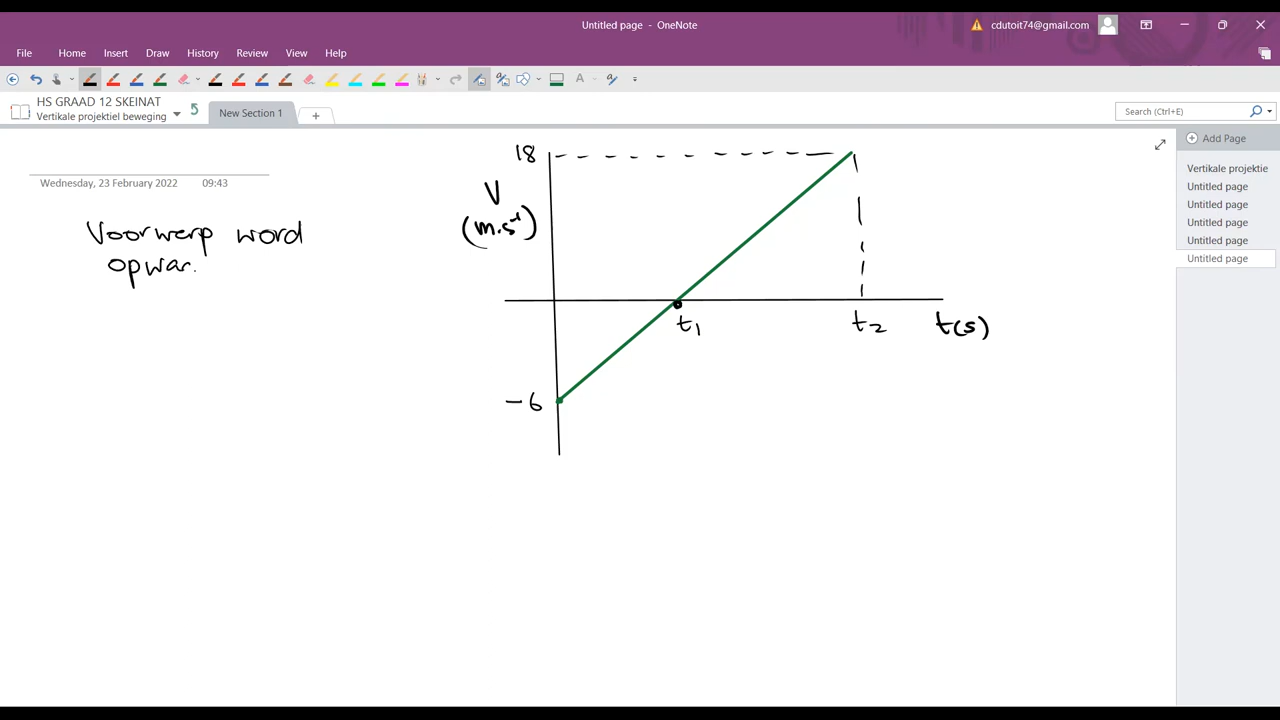 Untitled page - OneNote
cdutoit74@gmail.com
File Home Insert Draw History Review View Help
HS GRAAD 12 SKEINAT
Vertikale projektiel beweging
New Section 1
+
Search (Ctrl+E)
Add Page
Vertikale projektie
Untitled page
Untitled page
Untitled page
Untitled page
Untitled page
Wednesday, 23 February 2022 09:43
Voorwerp word
opwar.
18
V
(m.s⁻¹)
t₁
t₂
t(s)
-6